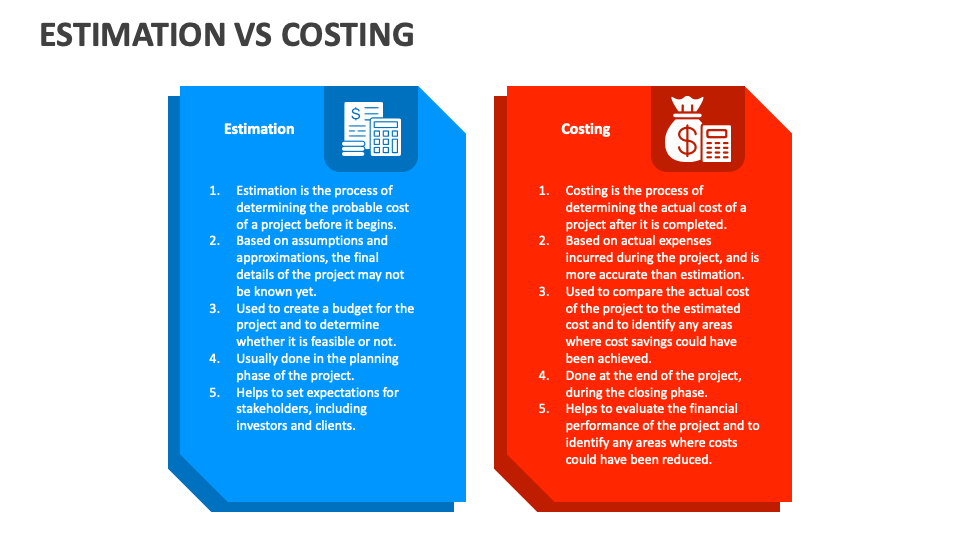 ESTIMATION VS COSTING
Estimation
1. Estimation is the process of
determining the probable cost
of a project before it begins.
2. Based on assumptions and
approximations, the final
details of the project may not
be known yet.
3. Used to create a budget for the
project and to determine
whether it is feasible or not.
4. Usually done in the planning
phase of the project.
5. Helps to set expectations for
stakeholders, including
investors and clients.
Costing
1. Costing is the process of
determining the actual cost of a
project after it is completed.
2. Based on actual expenses
incurred during the project, and is
more accurate than estimation.
3. Used to compare the actual cost
of the project to the estimated
cost and to identify any areas
where cost savings could have
been achieved.
4. Done at the end of the project,
during the closing phase.
5. Helps to evaluate the financial
performance of the project and to
identify any areas where costs
could have been reduced.